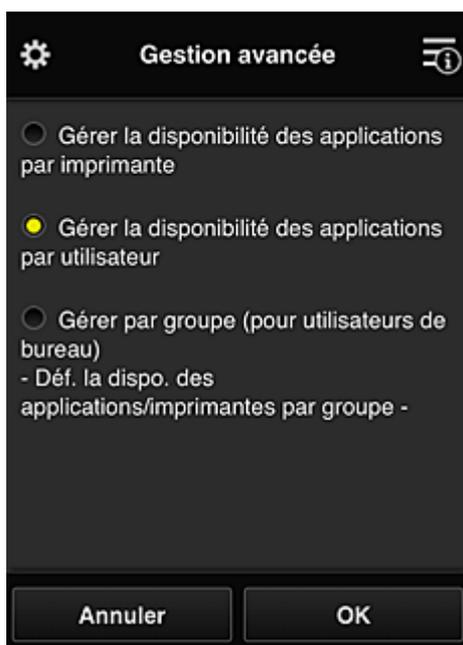 Gestion avancée
Gérer la disponibilité des applications
par imprimante
Gérer la disponibilité des applications
par utilisateur
Gérer par groupe (pour utilisateurs de
bureau)
- Déf. la dispo. des
applications/imprimantes par groupe -
Annuler
OK